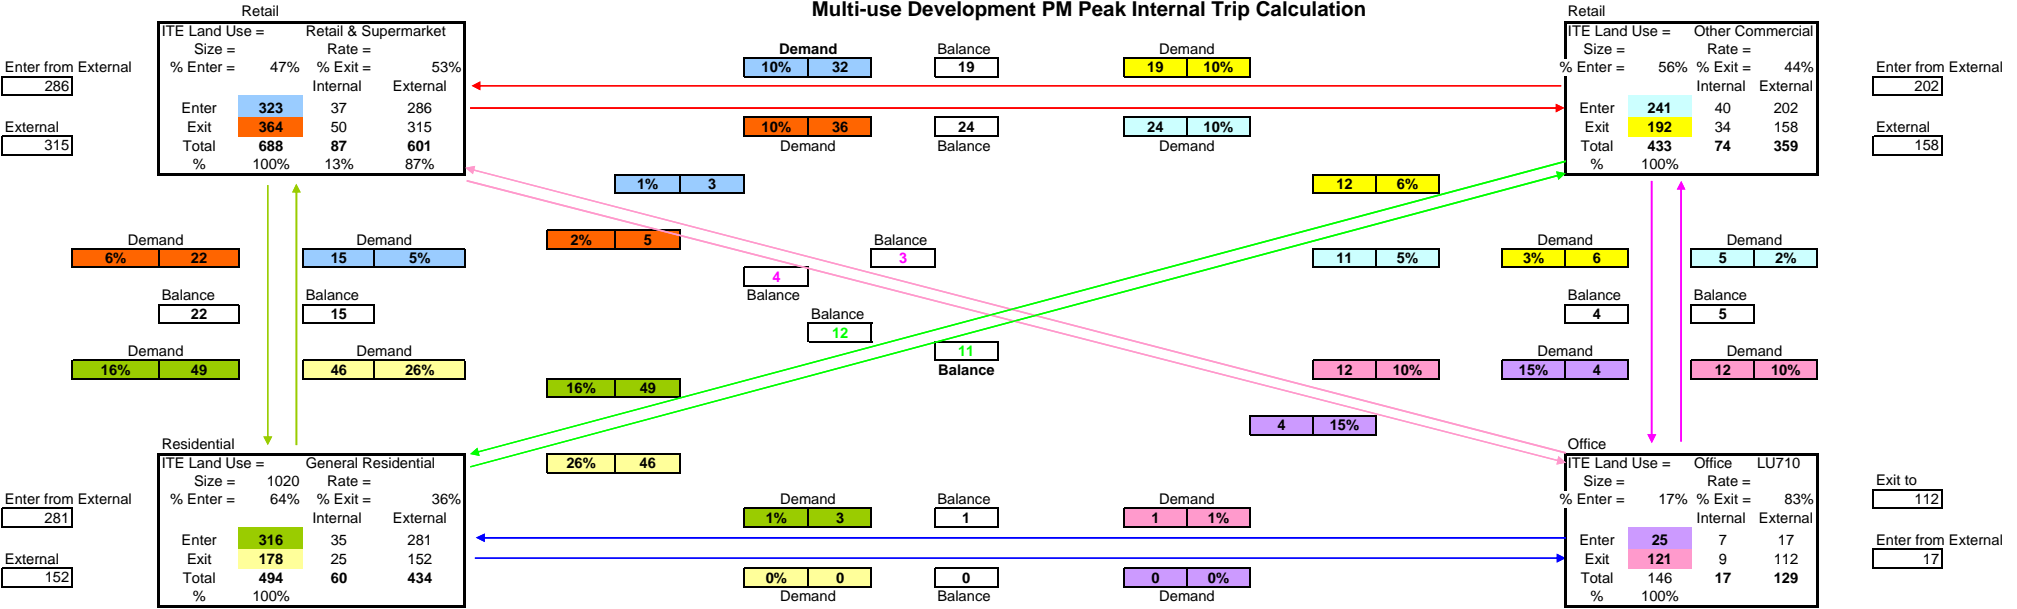 Multi-use Development PM Peak Internal Trip Calculation
Retail
ITE Land Use = Retail & Supermarket
Size = Rate =
% Enter = 47% % Exit = 53%
Internal External
Enter 323 37 286
Exit 364 50 315
Total 688 87 601
% 100% 13% 87%
Enter from External
286
External
315
Demand Balance Demand
10% 32 19 19 10%
10% 36 24 24 10%
Demand Balance Demand
Retail
ITE Land Use = Other Commercial
Size = Rate =
% Enter = 56% % Exit = 44%
Internal External
Enter 241 40 202
Exit 192 34 158
Total 433 74 359
% 100%
Enter from External
202
External
158
1% 3
12 6%
2% 5
11 5%
Balance
3
4
Balance
Balance
12
11
Balance
Demand Demand
6% 22 15 5%
Balance Balance
22 15
Demand Demand
16% 49 46 26%
Demand Demand
3% 6 5 2%
Balance Balance
4 5
Demand Demand
15% 4 12 10%
16% 49
12 10%
4 15%
26% 46
Residential
ITE Land Use = General Residential
Size = 1020 Rate =
% Enter = 64% % Exit = 36%
Internal External
Enter 316 35 281
Exit 178 25 152
Total 494 60 434
% 100%
Enter from External
281
External
152
Demand Balance Demand
1% 3 1 1 1%
0% 0 0 0 0%
Demand Balance Demand
Office
ITE Land Use = Office LU710
Size = Rate =
% Enter = 17% % Exit = 83%
Internal External
Enter 25 7 17
Exit 121 9 112
Total 146 17 129
% 100%
Exit to
112
Enter from External
17